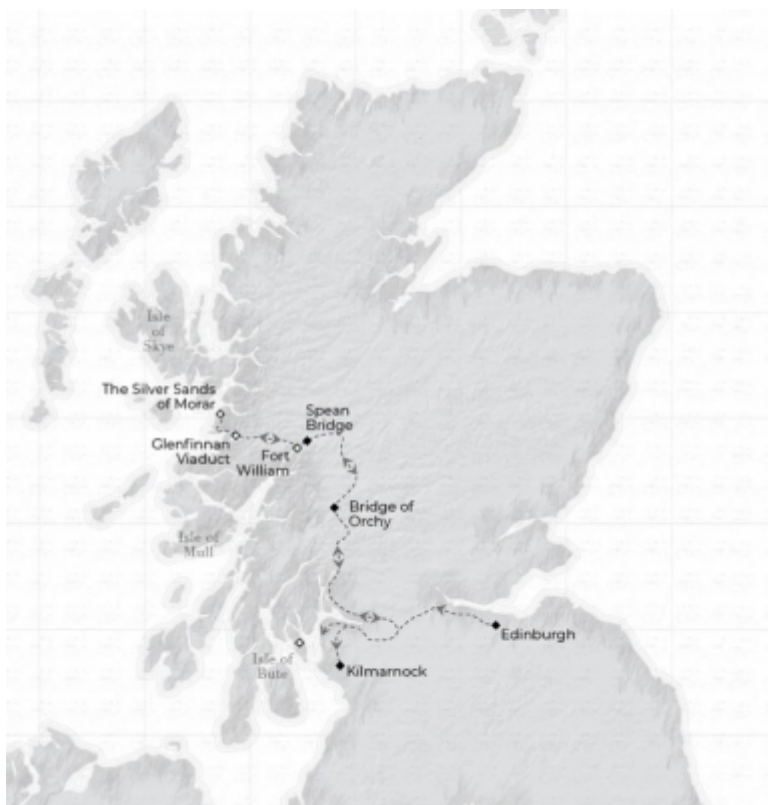 Isle
of
Skye
The Silver Sands
of Morar
Spean
Bridge
Glenfinnan
Viaduct
Fort
William
Bridge of
Orchy
Isle of
Mull
Edinburgh
Isle of
Bute
Kilmarnock